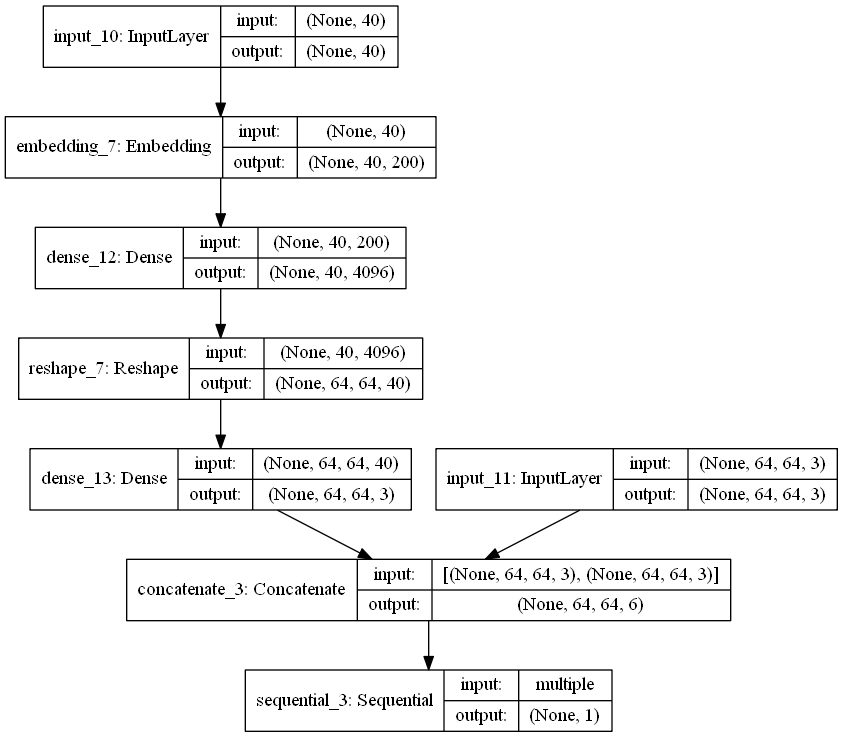 input_10: InputLayer
input: (None, 40)
output: (None, 40)
embedding_7: Embedding
input: (None, 40)
output: (None, 40, 200)
dense_12: Dense
input: (None, 40, 200)
output: (None, 40, 4096)
reshape_7: Reshape
input: (None, 40, 4096)
output: (None, 64, 64, 40)
dense_13: Dense
input: (None, 64, 64, 40)
output: (None, 64, 64, 3)
input_11: InputLayer
input: (None, 64, 64, 3)
output: (None, 64, 64, 3)
concatenate_3: Concatenate
input: [(None, 64, 64, 3), (None, 64, 64, 3)]
output: (None, 64, 64, 6)
sequential_3: Sequential
input: multiple
output: (None, 1)